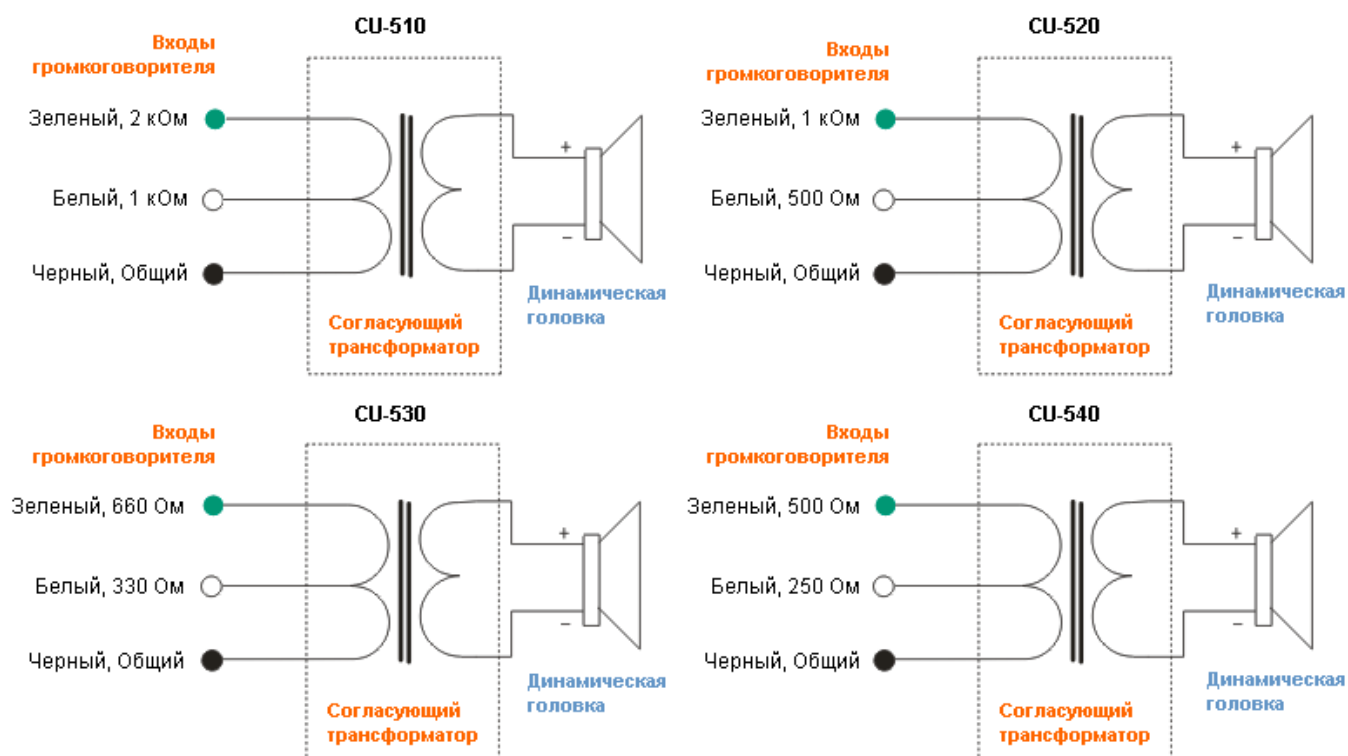 CU-510
Входы
громкоговорителя
Зеленый, 2 кОм
Белый, 1 кОм
Черный, Общий
+
−
Динамическая
головка
Согласующий
трансформатор
CU-520
Входы
громкоговорителя
Зеленый, 1 кОм
Белый, 500 Ом
Черный, Общий
+
−
Динамическая
головка
Согласующий
трансформатор
CU-530
Входы
громкоговорителя
Зеленый, 660 Ом
Белый, 330 Ом
Черный, Общий
+
−
Динамическая
головка
Согласующий
трансформатор
CU-540
Входы
громкоговорителя
Зеленый, 500 Ом
Белый, 250 Ом
Черный, Общий
+
−
Динамическая
головка
Согласующий
трансформатор